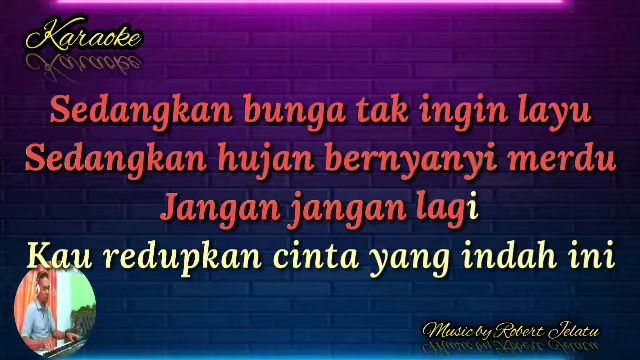 Karaoke
Sedangkan bunga tak ingin layu
Sedangkan hujan bernyanyi merdu
Jangan jangan lagi
Kau redupkan cinta yang indah ini
Music by Robert Jelatu